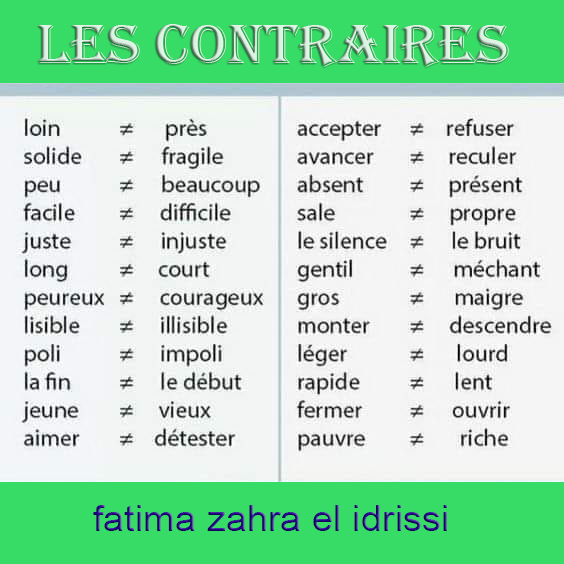 LES CONTRAIRES
loin ≠ près
solide ≠ fragile
peu ≠ beaucoup
facile ≠ difficile
juste ≠ injuste
long ≠ court
peureux ≠ courageux
lisible ≠ illisible
poli ≠ impoli
la fin ≠ le début
jeune ≠ vieux
aimer ≠ détester
accepter ≠ refuser
avancer ≠ reculer
absent ≠ présent
sale ≠ propre
le silence ≠ le bruit
gentil ≠ méchant
gros ≠ maigre
monter ≠ descendre
léger ≠ lourd
rapide ≠ lent
fermer ≠ ouvrir
pauvre ≠ riche
fatima zahra el idrissi